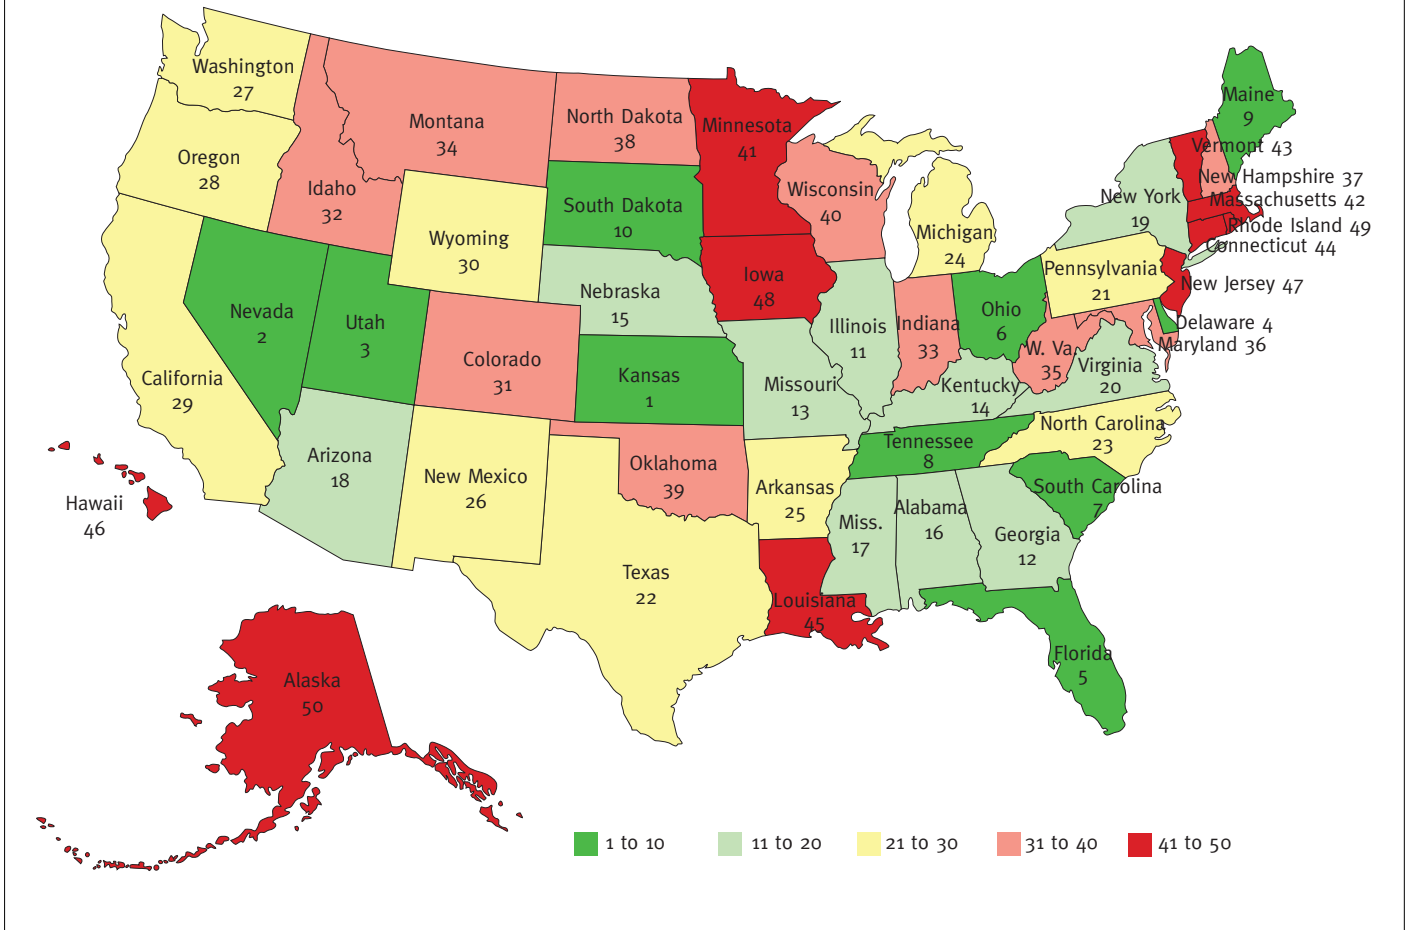 Washington
27
Oregon
28
California
29
Nevada
2
Idaho
32
Montana
34
Wyoming
30
Utah
3
Colorado
31
Arizona
18
New Mexico
26
North Dakota
38
South Dakota
10
Nebraska
15
Kansas
1
Oklahoma
39
Texas
22
Minnesota
41
Iowa
48
Missouri
13
Arkansas
25
Louisiana
45
Wisconsin
40
Illinois
11
Michigan
24
Indiana
33
Ohio
6
Kentucky
14
Tennessee
8
Miss.
17
Alabama
16
Georgia
12
Florida
5
South Carolina
7
North Carolina
23
Virginia
20
W. Va.
35
Pennsylvania
21
New York
19
Maine
9
Vermont 43
New Hampshire 37
Massachusetts 42
Rhode Island 49
Connecticut 44
New Jersey 47
Delaware 4
Maryland 36
Hawaii
46
Alaska
50
1 to 10
11 to 20
21 to 30
31 to 40
41 to 50